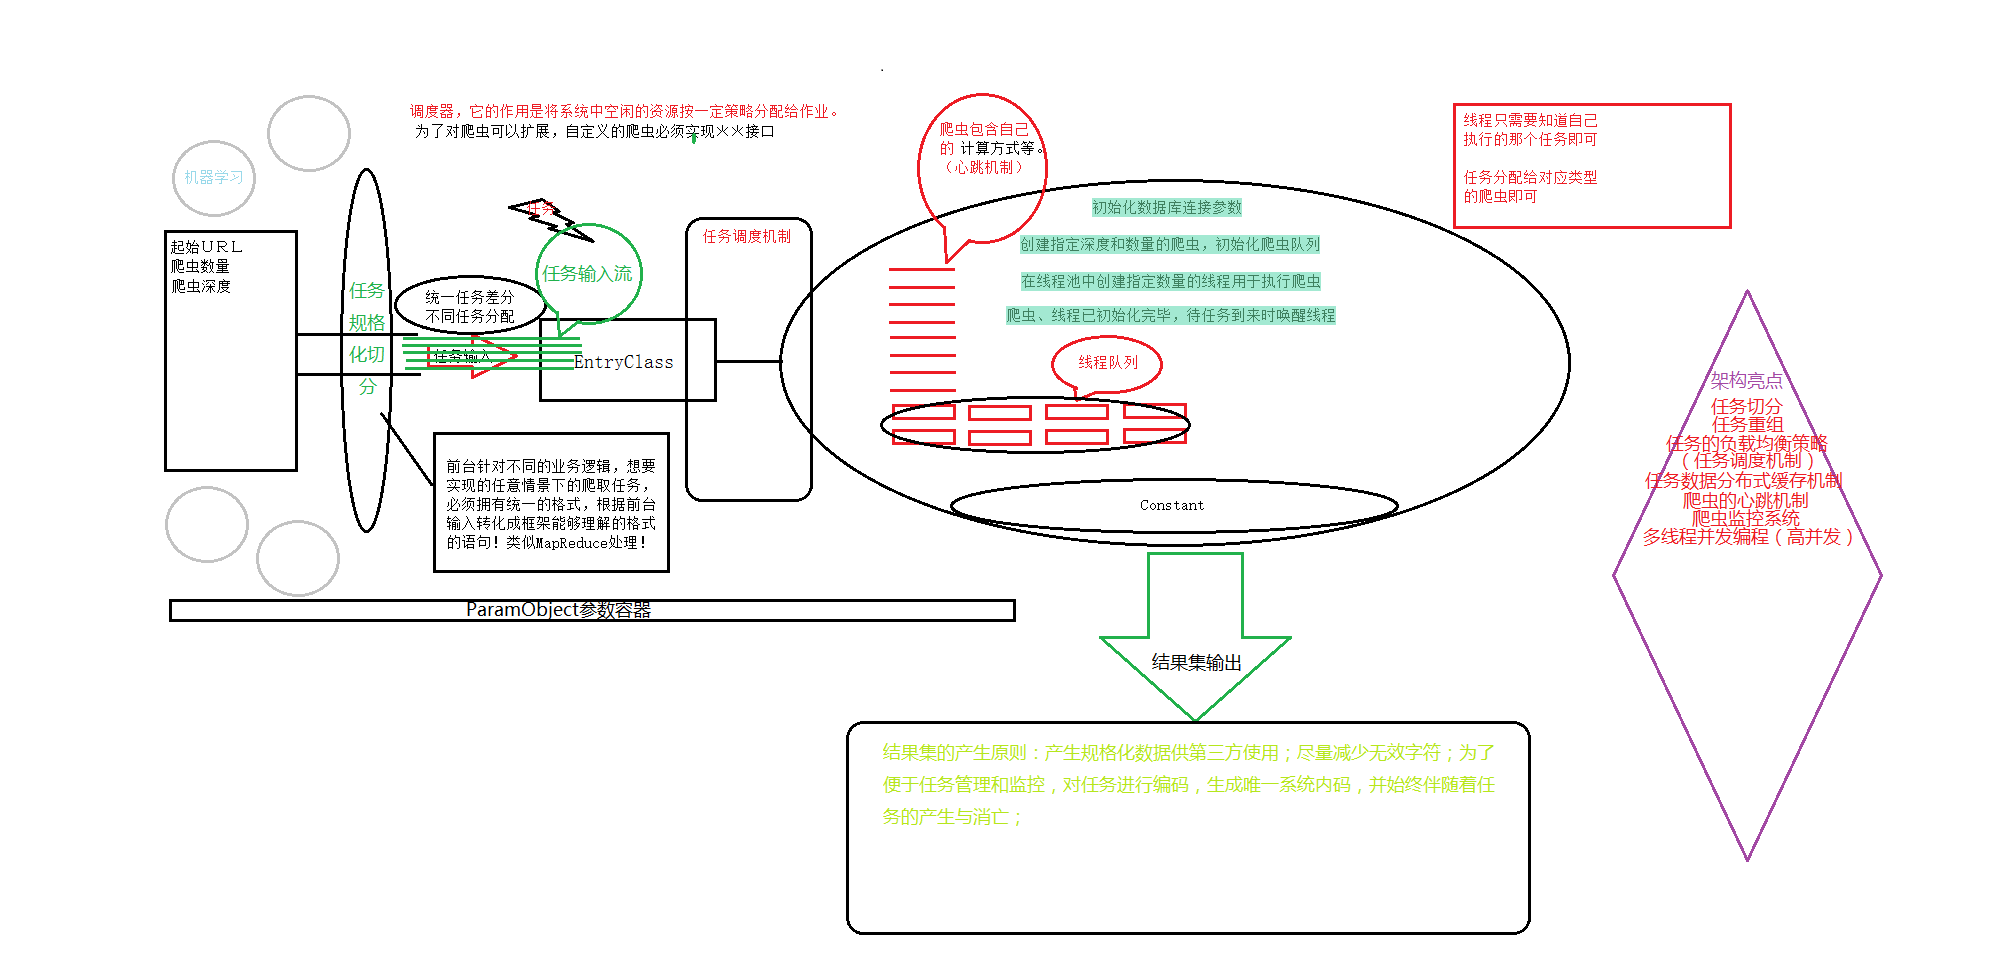 调度器，它的作用是将系统中空闲的资源按一定策略分配给作业。
为了对爬虫可以扩展，自定义的爬虫必须实现××接口
机器学习
起始URL
爬虫数量
爬虫深度
任务
规格
化切
分
统一任务差分
不同任务分配
任务
任务输入流
任务输入
EntryClass
任务调度机制
前台针对不同的业务逻辑，想要
实现的任意情景下的爬取任务，
必须拥有统一的格式，根据前台
输入转化成框架能够理解的格式
的语句！类似MapReduce处理！
ParamObject参数容器
爬虫包含自己
的 计算方式等。
（心跳机制）
初始化数据库连接参数
创建指定深度和数量的爬虫，初始化爬虫队列
在线程池中创建指定数量的线程用于执行爬虫
爬虫、线程已初始化完毕，待任务到来时唤醒线程
线程队列
Constant
结果集输出
结果集的产生原则：产生规格化数据供第三方使用；尽量减少无效字符；为了
便于任务管理和监控，对任务进行编码，生成唯一系统内码，并始终伴随着任
务的产生与消亡；
线程只需要知道自己
执行的那个任务即可
任务分配给对应类型
的爬虫即可
架构亮点
任务切分
任务重组
任务的负载均衡策略
（任务调度机制）
任务数据分布式缓存机制
爬虫的心跳机制
爬虫监控系统
多线程并发编程（高并发）